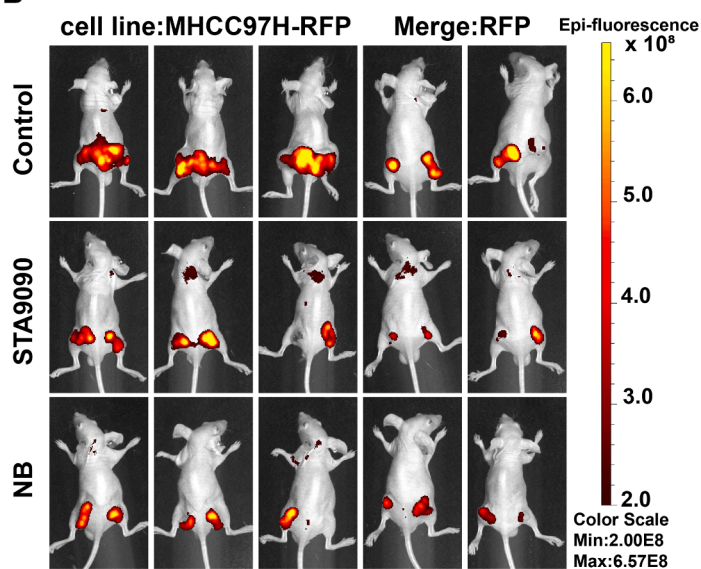 B
cell line:MHCC97H-RFP
Merge:RFP
Epi-fluorescence
x 10⁸
6.0
5.0
4.0
3.0
2.0
Color Scale
Min:2.00E8
Max:6.57E8
Control
STA9090
NB